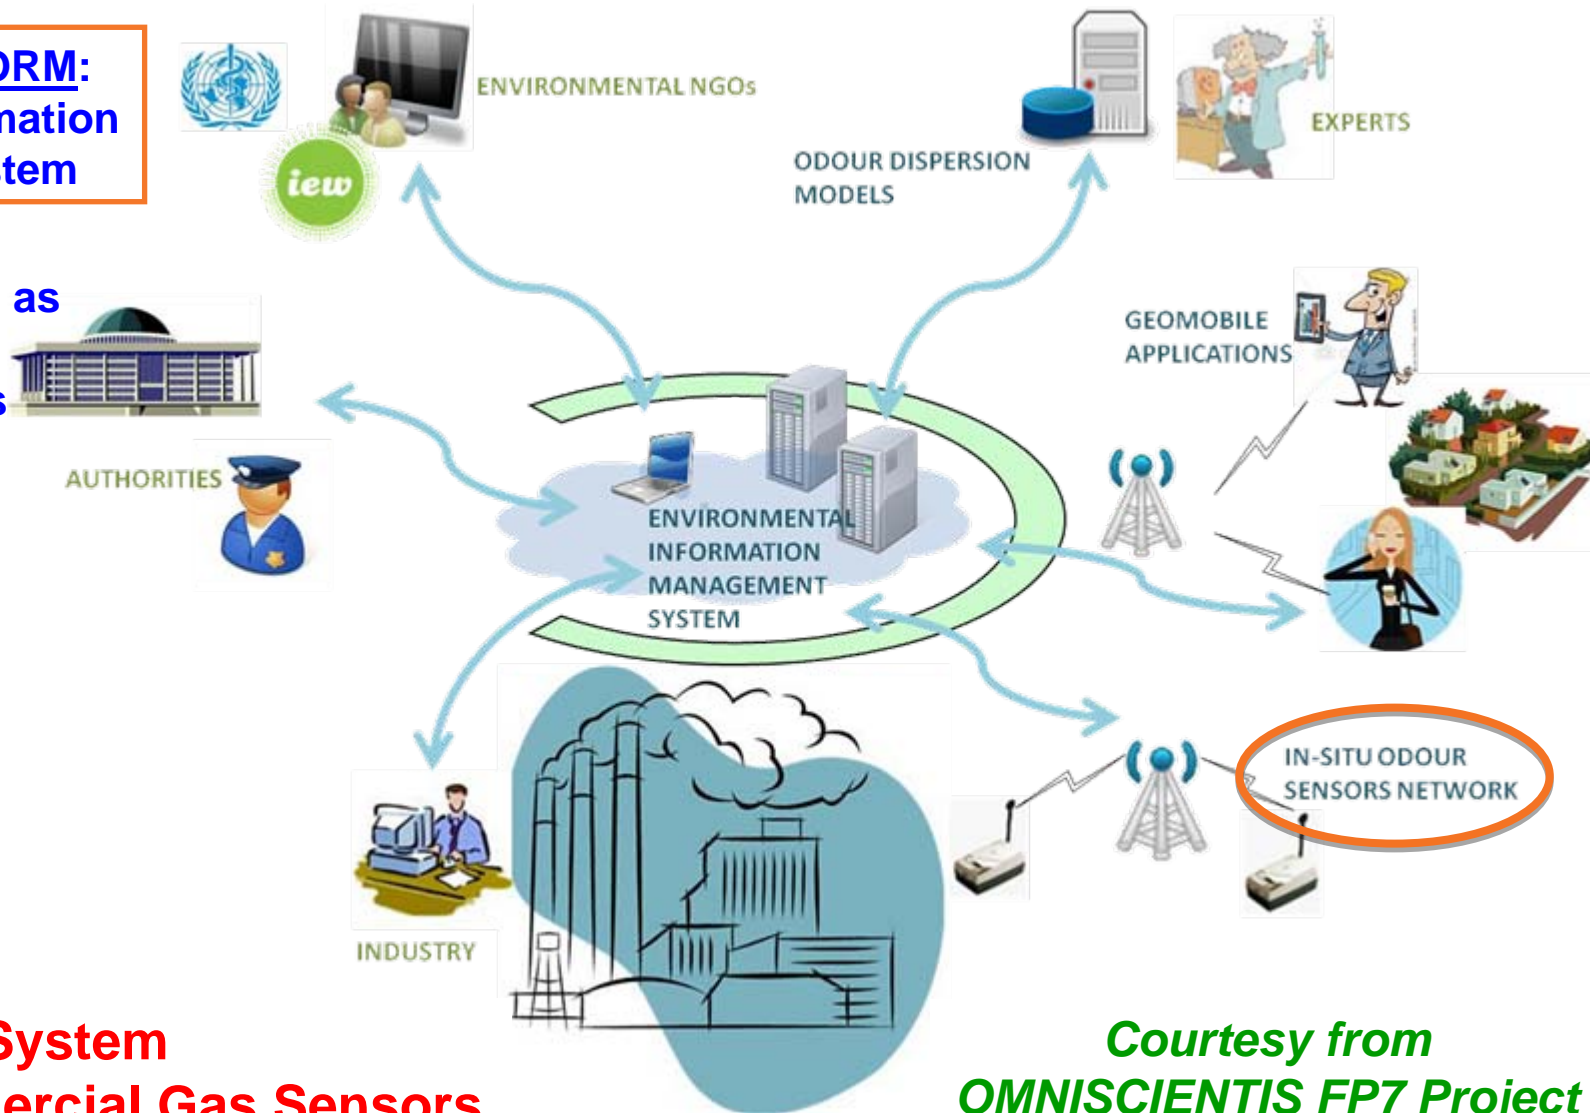 ORM:
mation
stem
ENVIRONMENTAL NGOs
iew
ODOUR DISPERSION
MODELS
EXPERTS
as
s
GEOMOBILE
APPLICATIONS
AUTHORITIES
ENVIRONMENTAL
INFORMATION
MANAGEMENT
SYSTEM
IN-SITU ODOUR
SENSORS NETWORK
INDUSTRY
System
ercial Gas Sensors
Courtesy from
OMNISCIENTIS FP7 Project